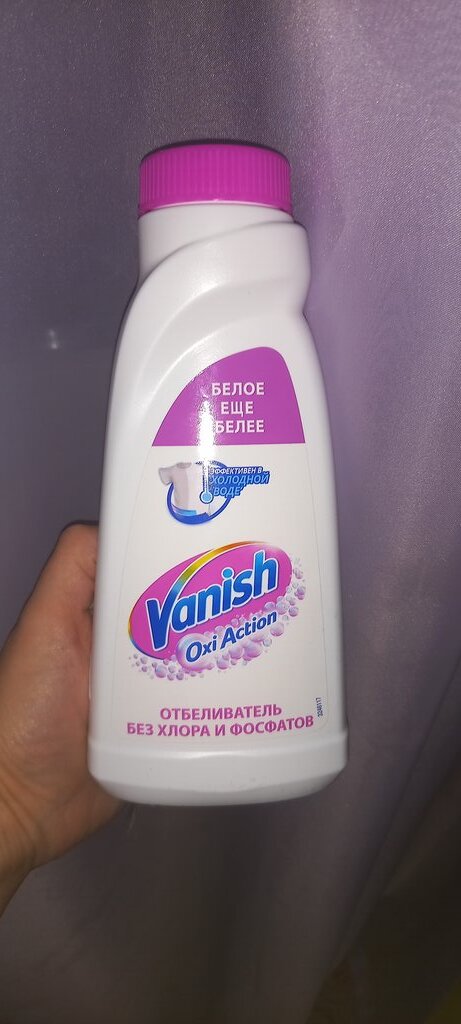 БЕЛОЕ
ЕЩЕ
БЕЛЕЕ
ЭФФЕКТИВЕН В
ХОЛОДНОЙ
ВОДЕ
Vanish
Oxi Action
ОТБЕЛИВАТЕЛЬ
БЕЗ ХЛОРА И ФОСФАТОВ